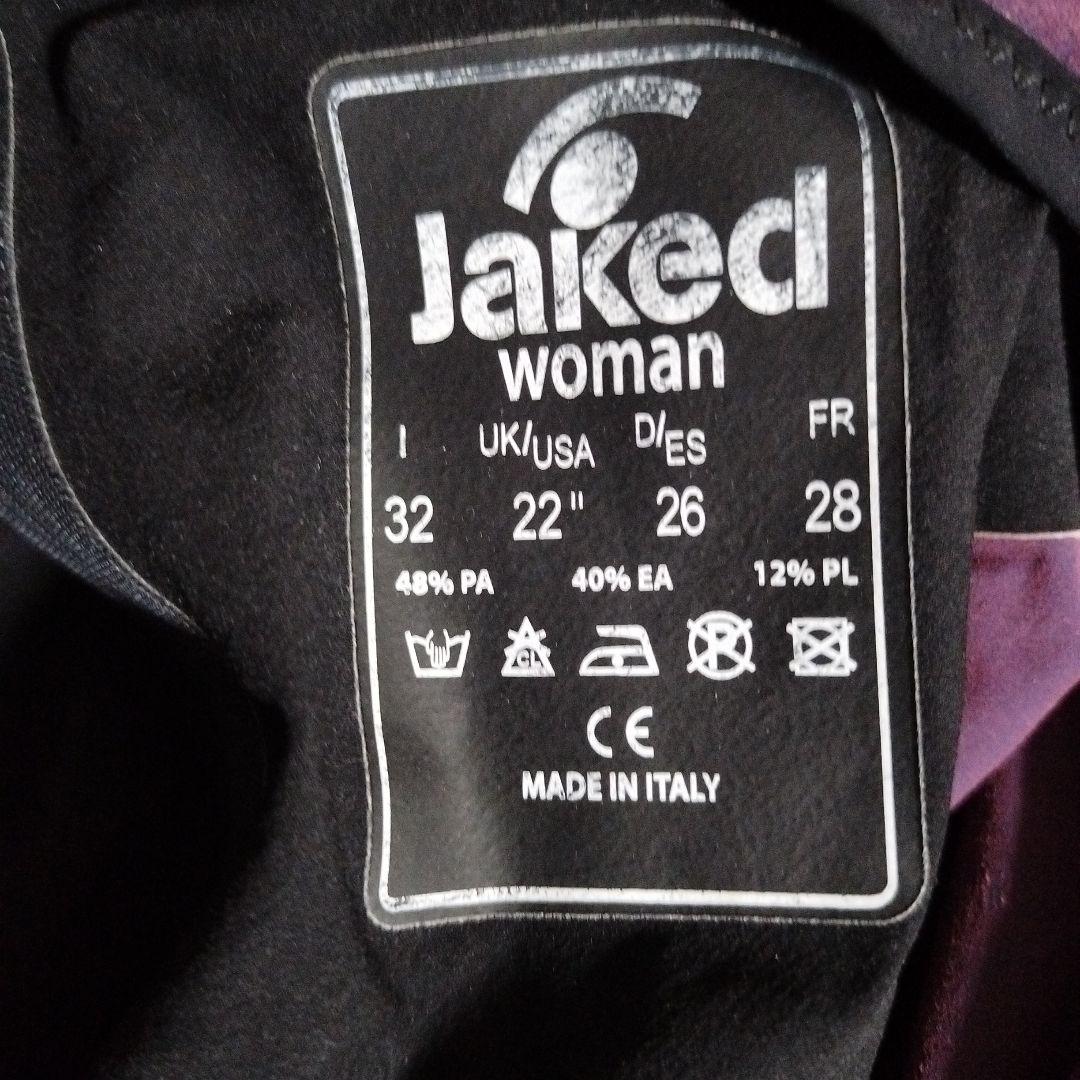 Jaked
woman
I UK/USA D/ES FR
32 22" 26 28
48% PA 40% EA 12% PL
CL P
CE
MADE IN ITALY